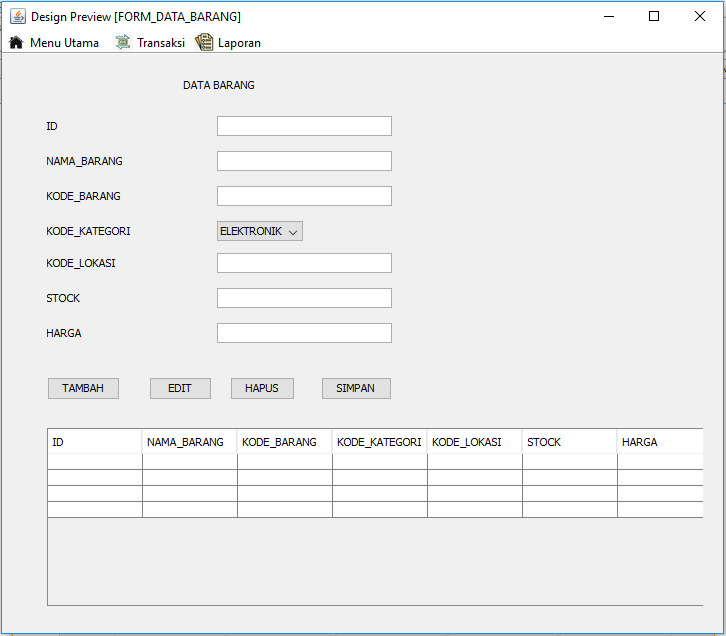 Design Preview [FORM_DATA_BARANG]
Menu Utama Transaksi Laporan
DATA BARANG
ID
NAMA_BARANG
KODE_BARANG
KODE_KATEGORI ELEKTRONIK
KODE_LOKASI
STOCK
HARGA
TAMBAH EDIT HAPUS SIMPAN
ID NAMA_BARANG KODE_BARANG KODE_KATEGORI KODE_LOKASI STOCK HARGA